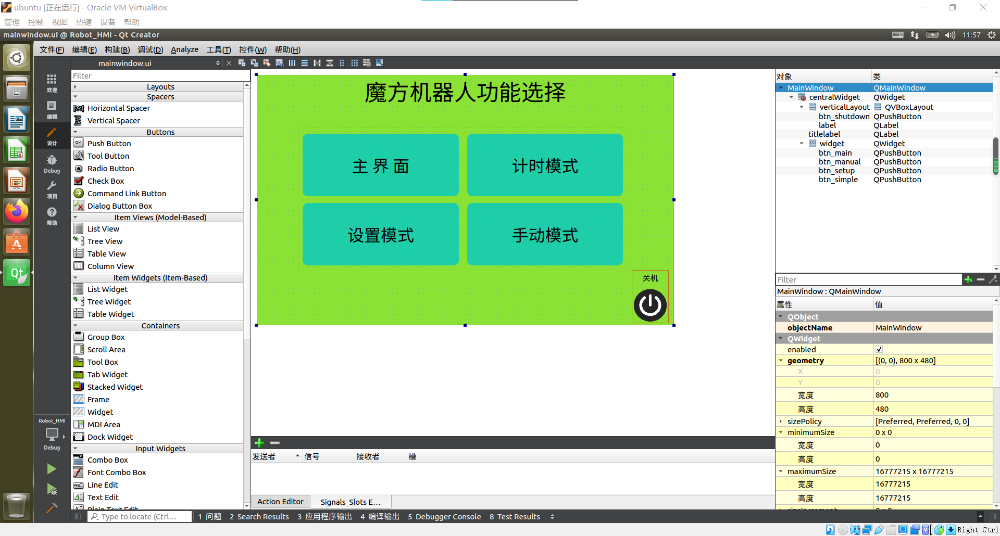 ubuntu [正在运行] - Oracle VM VirtualBox
管理 控制 视图 热键 设备 帮助
mainwindow.ui @ Robot_HMI - Qt Creator
11:57
文件(F) 编辑(E) 构建(B) 调试(D) Analyze 工具(T) 控件(W) 帮助(H)
mainwindow.ui
欢迎
编辑
设计
Debug
项目
帮助
Robot_HMI
Debug
Filter
Layouts
Spacers
Horizontal Spacer
Vertical Spacer
Buttons
OK
Push Button
Tool Button
Radio Button
Check Box
Command Link Button
Dialog Button Box
Item Views (Model-Based)
List View
Tree View
Table View
Column View
Item Widgets (Item-Based)
List Widget
Tree Widget
Table Widget
Containers
Group Box
Scroll Area
Tool Box
Tab Widget
Stacked Widget
Frame
Widget
MDI Area
Dock Widget
Input Widgets
Combo Box
Font Combo Box
Line Edit
Text Edit
Plain Text Edit
魔方机器人功能选择
主 界 面
计时模式
设置模式
手动模式
关机
发送者 信号 接收者 槽
Action Editor Signals_Slots E...
对象 类
MainWindow QMainWindow
centralWidget QWidget
verticalLayout QVBoxLayout
btn_shutdown QPushButton
label QLabel
titlelabel QLabel
widget QWidget
btn_main QPushButton
btn_manual QPushButton
btn_setup QPushButton
btn_simple QPushButton
Filter
MainWindow : QMainWindow
属性 值
QObject
objectName MainWindow
QWidget
enabled
geometry [(0, 0), 800 x 480]
X 0
Y 0
宽度 800
高度 480
sizePolicy [Preferred, Preferred, 0, 0]
minimumSize 0 x 0
宽度 0
高度 0
maximumSize 16777215 x 16777215
宽度 16777215
高度 16777215
sizeIncrement 0 x 0
Type to locate (Ctrl... 1 问题 2 Search Results 3 应用程序输出 4 编译输出 5 Debugger Console 8 Test Results
Right Ctrl